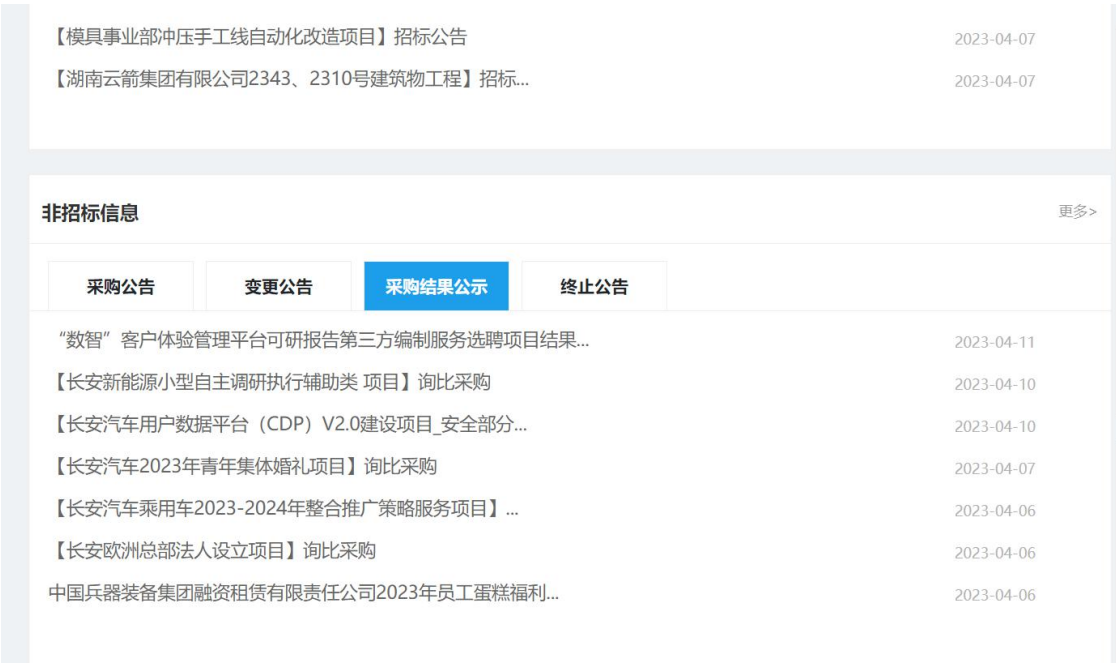 【模具事业部冲压手工线自动化改造项目】招标公告 2023-04-07
【湖南云箭集团有限公司2343、2310号建筑物工程】招标... 2023-04-07
非招标信息 更多>
采购公告 变更公告 采购结果公示 终止公告
“数智”客户体验管理平台可研报告第三方编制服务选聘项目结果... 2023-04-11
【长安新能源小型自主调研执行辅助类 项目】询比采购 2023-04-10
【长安汽车用户数据平台（CDP）V2.0建设项目_安全部分... 2023-04-10
【长安汽车2023年青年集体婚礼项目】询比采购 2023-04-07
【长安汽车乘用车2023-2024年整合推广策略服务项目】... 2023-04-06
【长安欧洲总部法人设立项目】询比采购 2023-04-06
中国兵器装备集团融资租赁有限责任公司2023年员工蛋糕福利... 2023-04-06